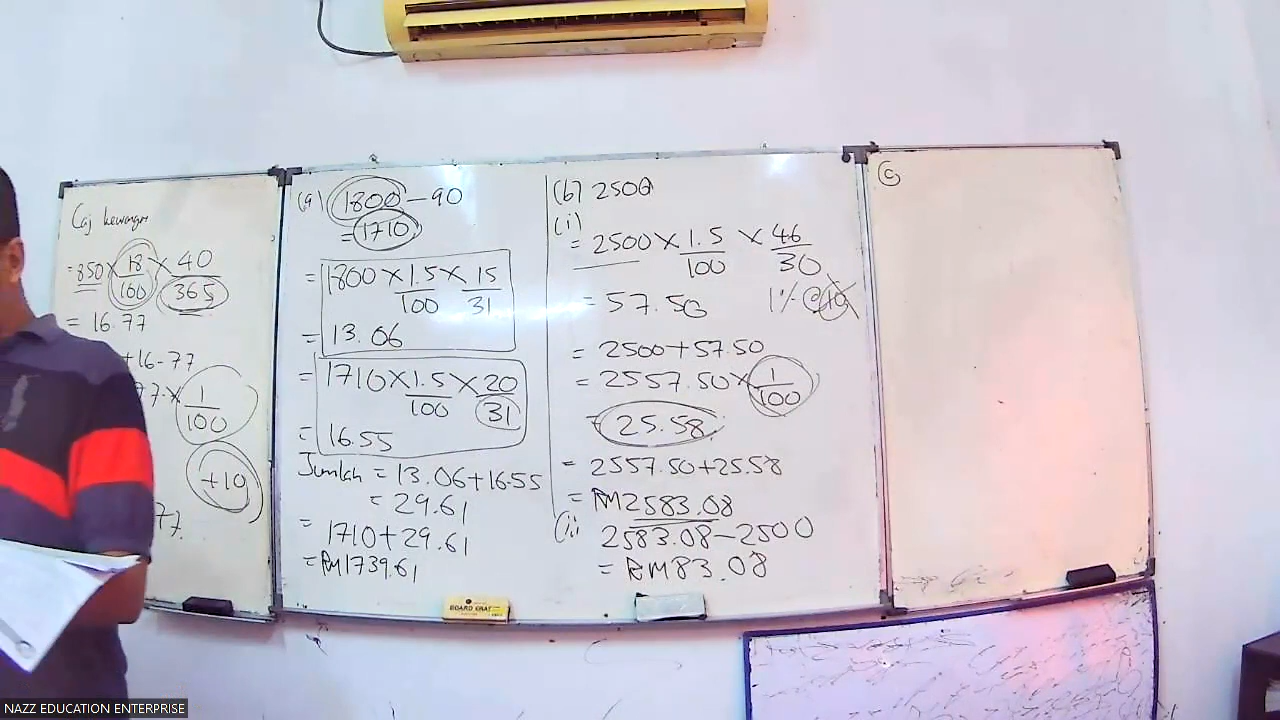 Caj kewangan
= 850 × 18/100 × 40/365
= 16.77
+16.77
77 × 1/100
+10
77.
(a) 1800 - 90
= 1710
= 1800 × 1.5/100 × 15/31
= 13.06
= 1710 × 1.5/100 × 20/31
= 16.55
Jumlah = 13.06 + 16.55
= 29.61
= 1710 + 29.61
= RM1739.61
(b) 2500
(i)
= 2500 × 1.5/100 × 46/30
= 57.50
1% @ 10
= 2500 + 57.50
= 2557.50 × 1/100
= 25.58
= 2557.50 + 25.58
= RM2583.08
(ii) 2583.08 - 2500
= RM83.08
C
BOARD
NAZZ EDUCATION ENTERPRISE